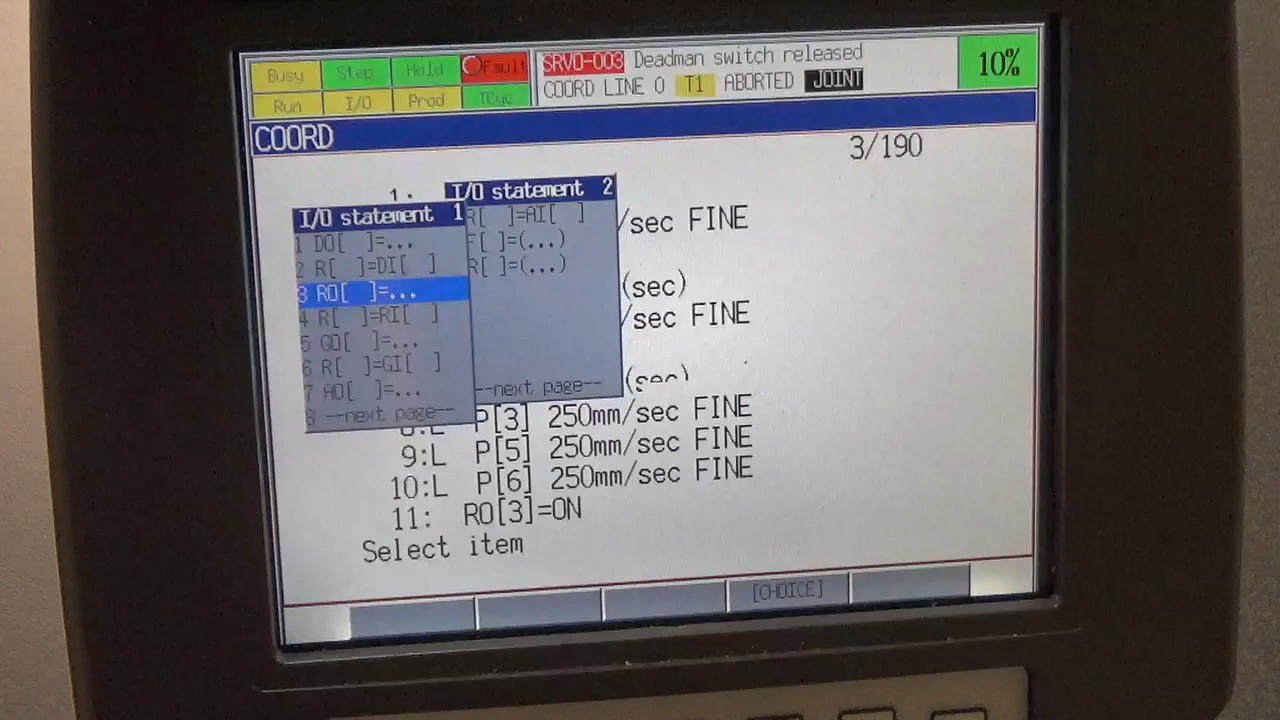 Busy Step Hold Fault
Run I/O Prod TCyc
SRVO-003 Deadman switch released
COORD LINE 0 T1 ABORTED JOINT
10%
COORD
3/190
1:
I/O statement 1
1 DO[ ]=...
2 R[ ]=DI[ ]
3 RO[ ]=...
4 R[ ]=RI[ ]
5 GO[ ]=...
6 R[ ]=GI[ ]
7 AO[ ]=...
8 --next page--
I/O statement 2
R[ ]=AI[ ]
F[ ]=(...)
R[ ]=(...)
--next page--
/sec FINE
(sec)
/sec FINE
(sec)
8:L P[3] 250mm/sec FINE
9:L P[5] 250mm/sec FINE
10:L P[6] 250mm/sec FINE
11: RO[3]=ON
Select item
[CHOICE]